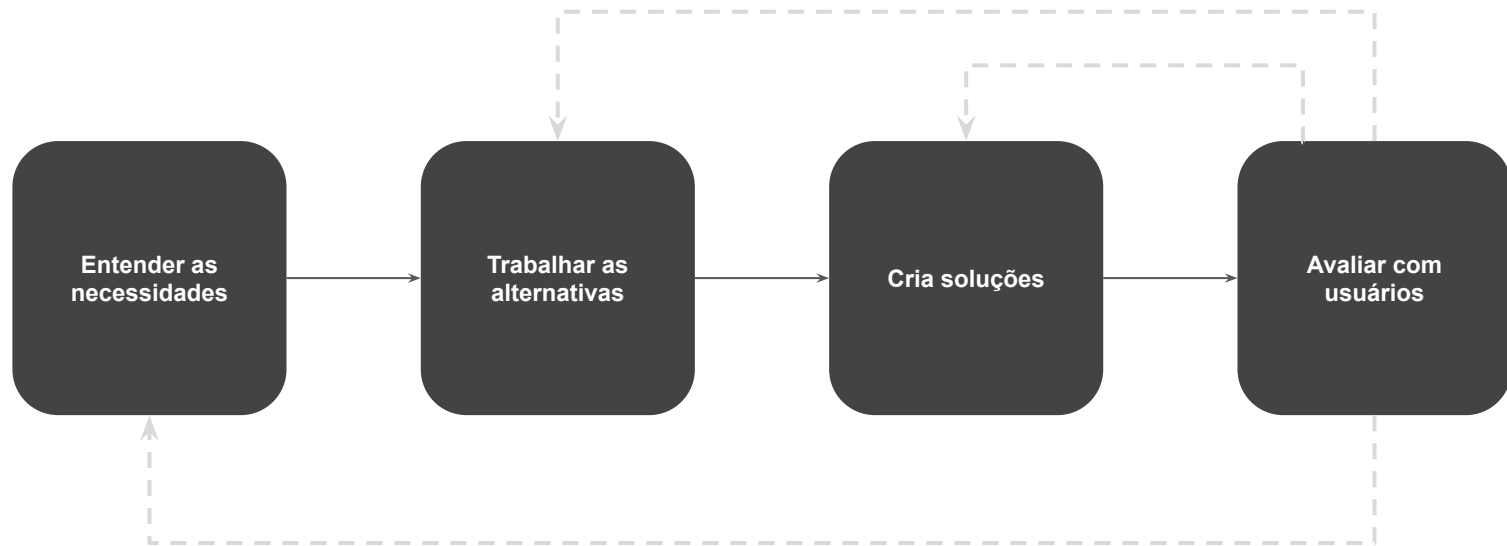 Entender as
necessidades
Trabalhar as
alternativas
Cria soluções
Avaliar com
usuários